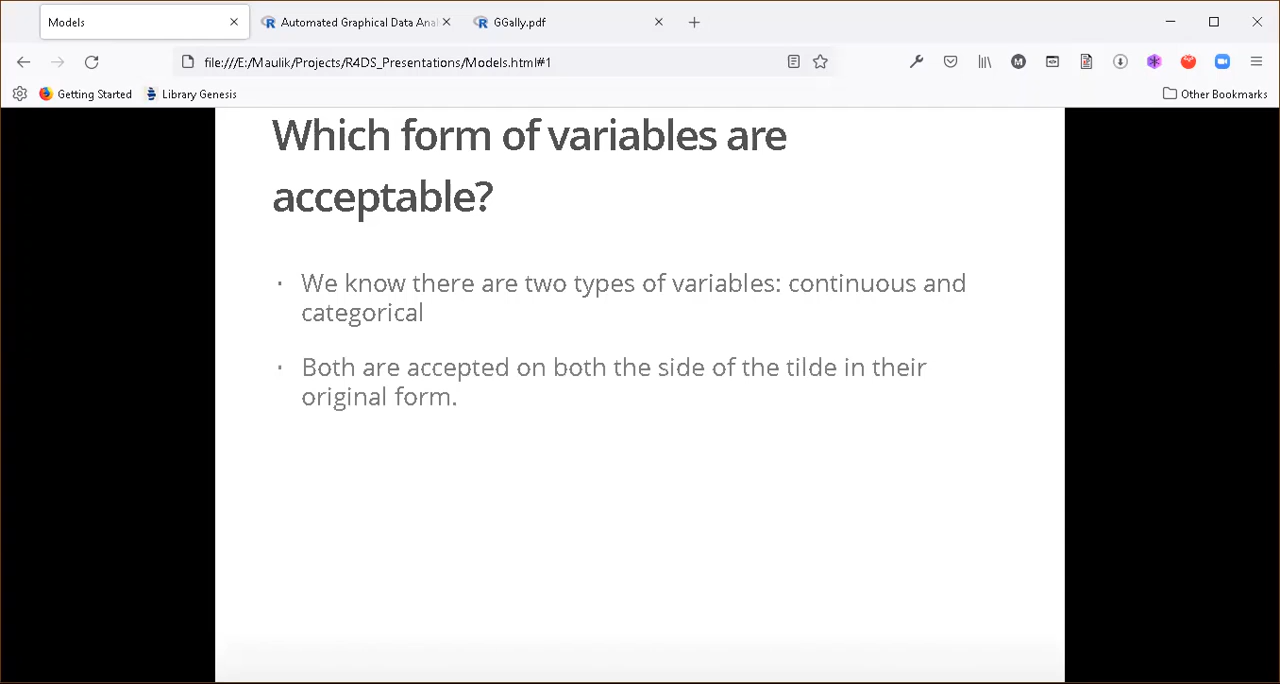 Models
Automated Graphical Data Anal
GGally.pdf
file:///E:/Maulik/Projects/R4DS_Presentations/Models.html#1
Getting Started
Library Genesis
Other Bookmarks
Which form of variables are
acceptable?
· We know there are two types of variables: continuous and
categorical
· Both are accepted on both the side of the tilde in their
original form.